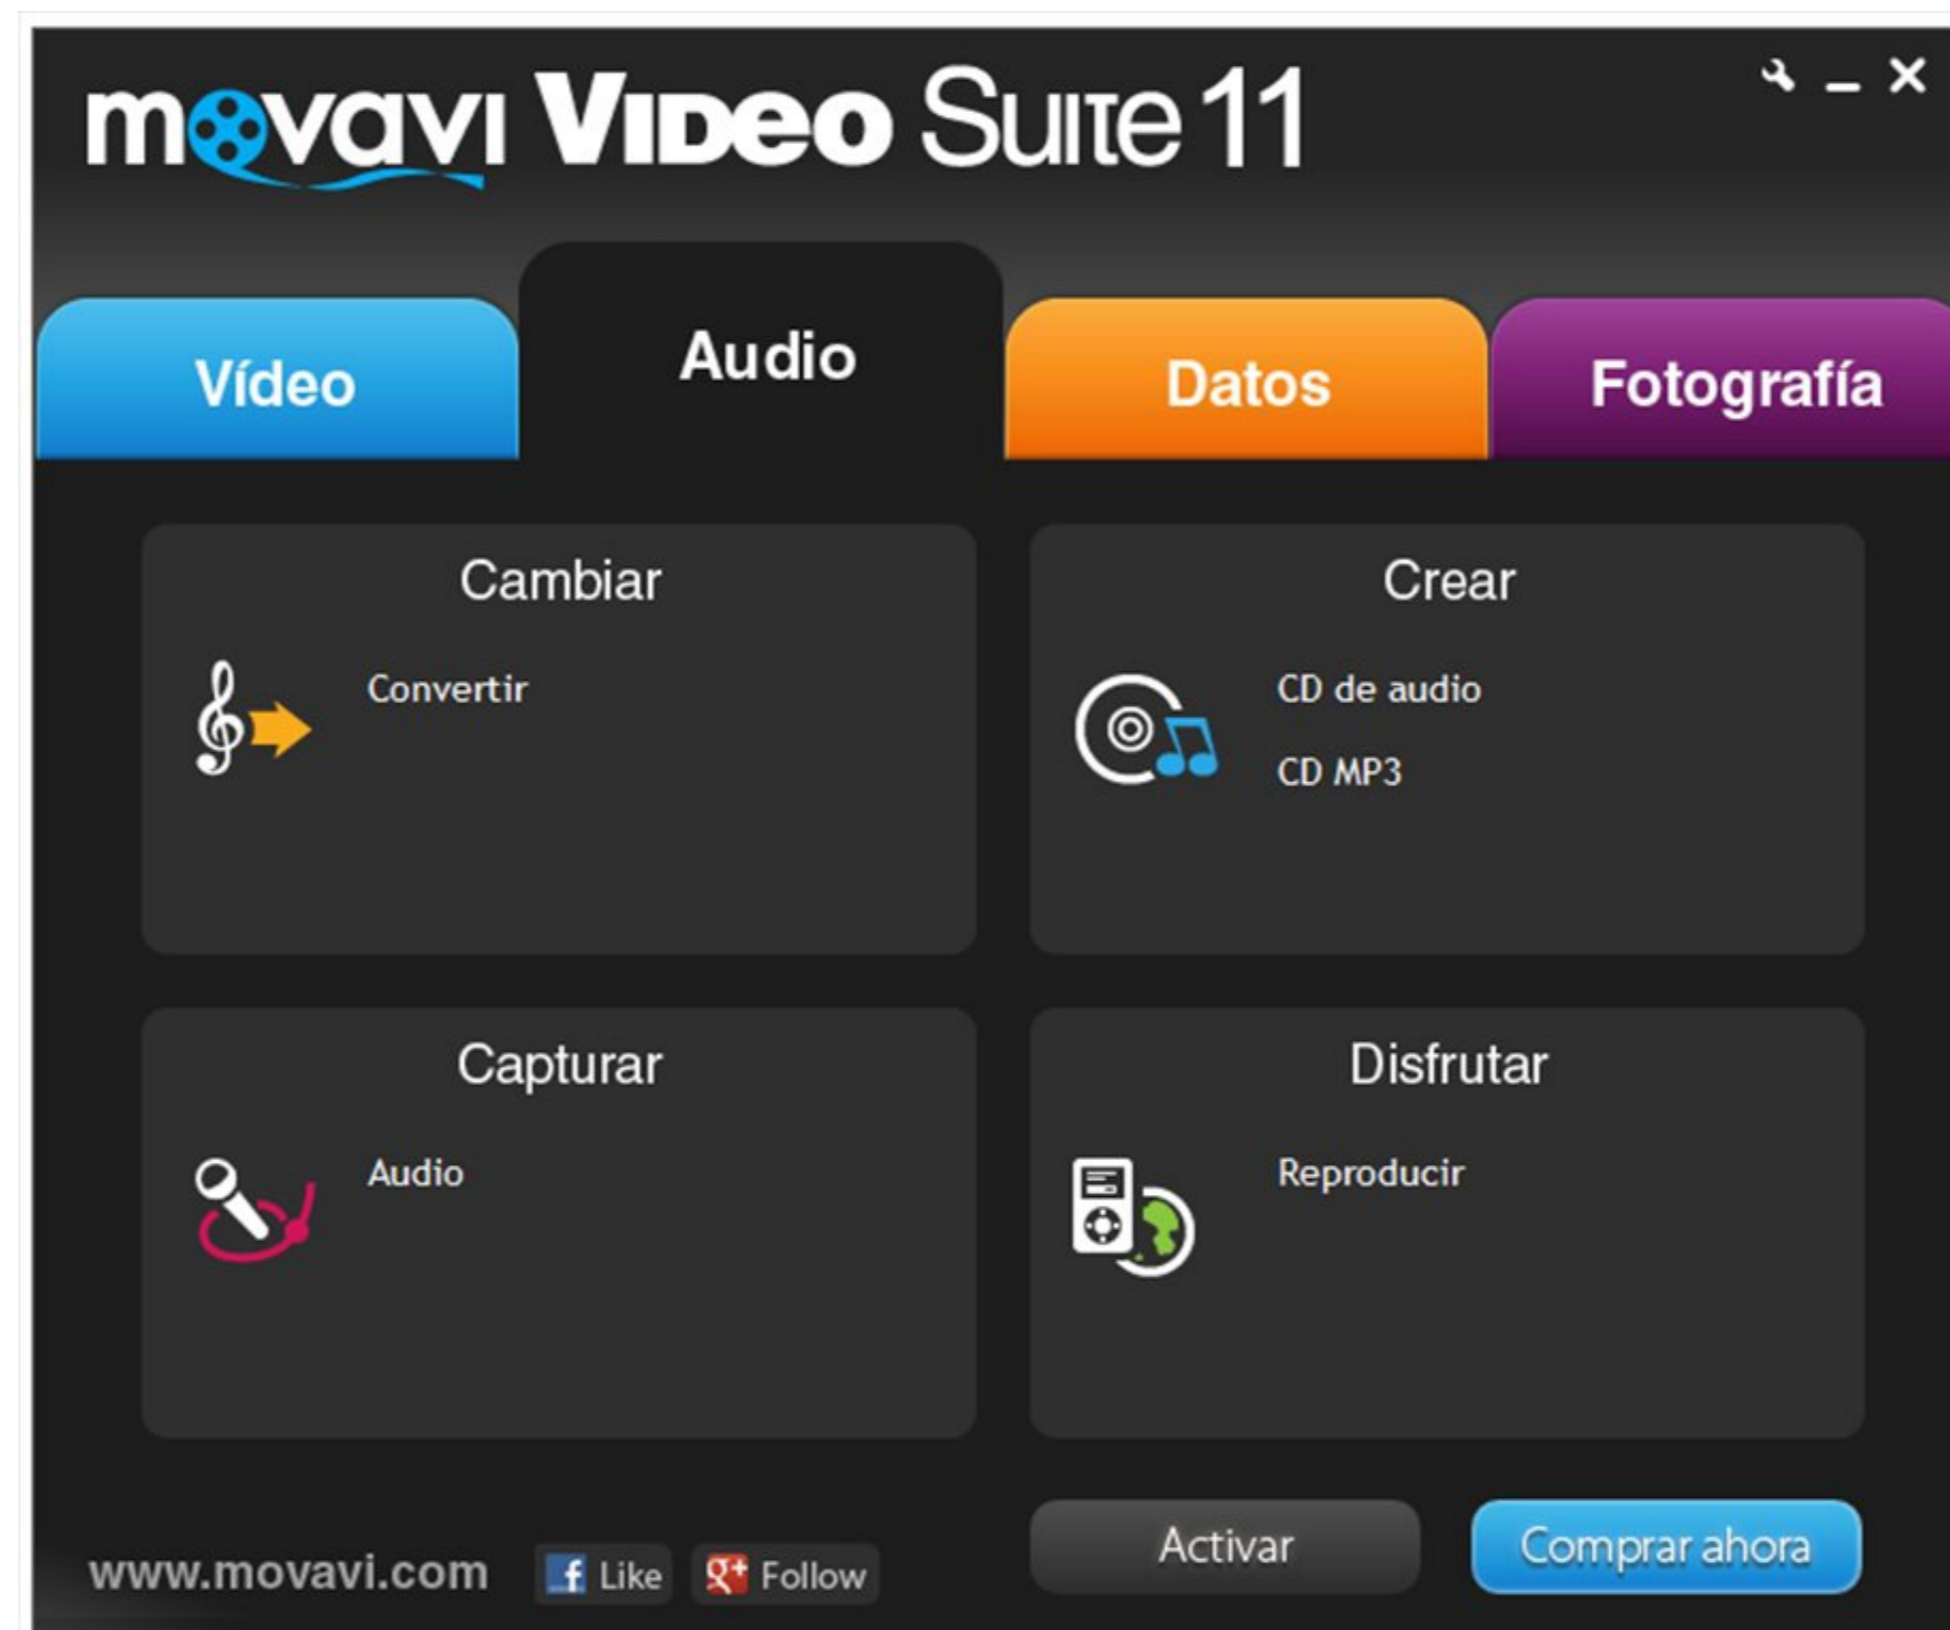 movavi Video Suite 11
Vídeo
Audio
Datos
Fotografía
Cambiar
Convertir
Crear
CD de audio
CD MP3
Capturar
Audio
Disfrutar
Reproducir
www.movavi.com
f Like
g+ Follow
Activar
Comprar ahora